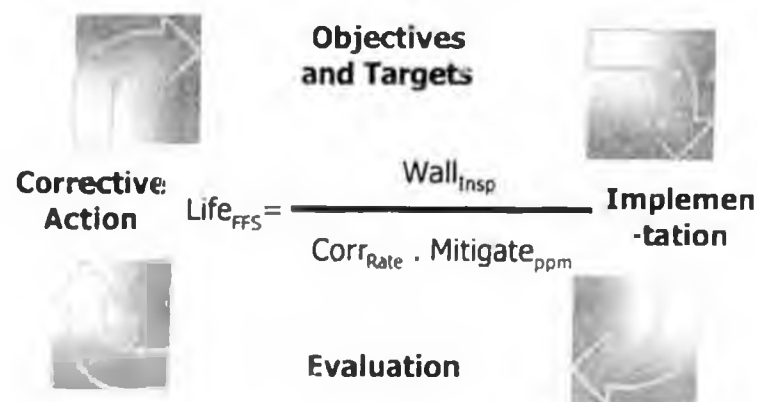 Objectives
and Targets
Corrective
Action
Life_FFS =
Wall_insp
Corr_Rate . Mitigate_ppm
Implemen
-tation
Evaluation